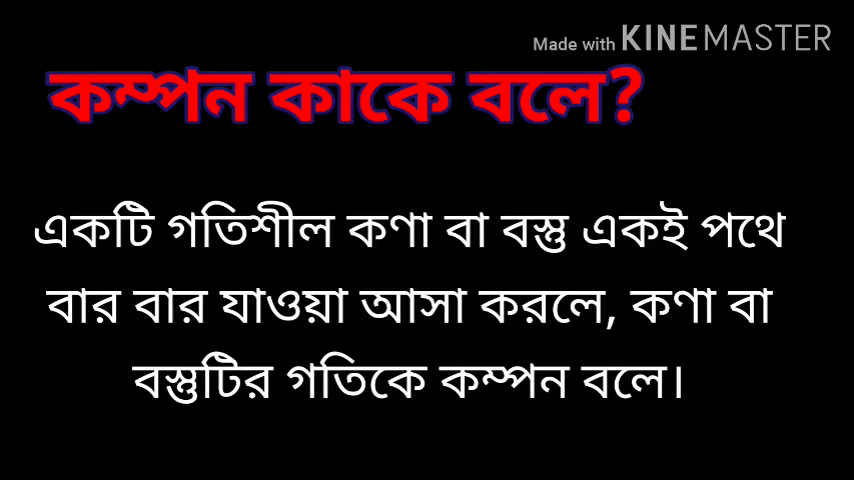 Made with KINEMASTER
কম্পন কাকে বলে?
একটি গতিশীল কণা বা বস্তু একই পথে
বার বার যাওয়া আসা করলে, কণা বা
বস্তুটির গতিকে কম্পন বলে।